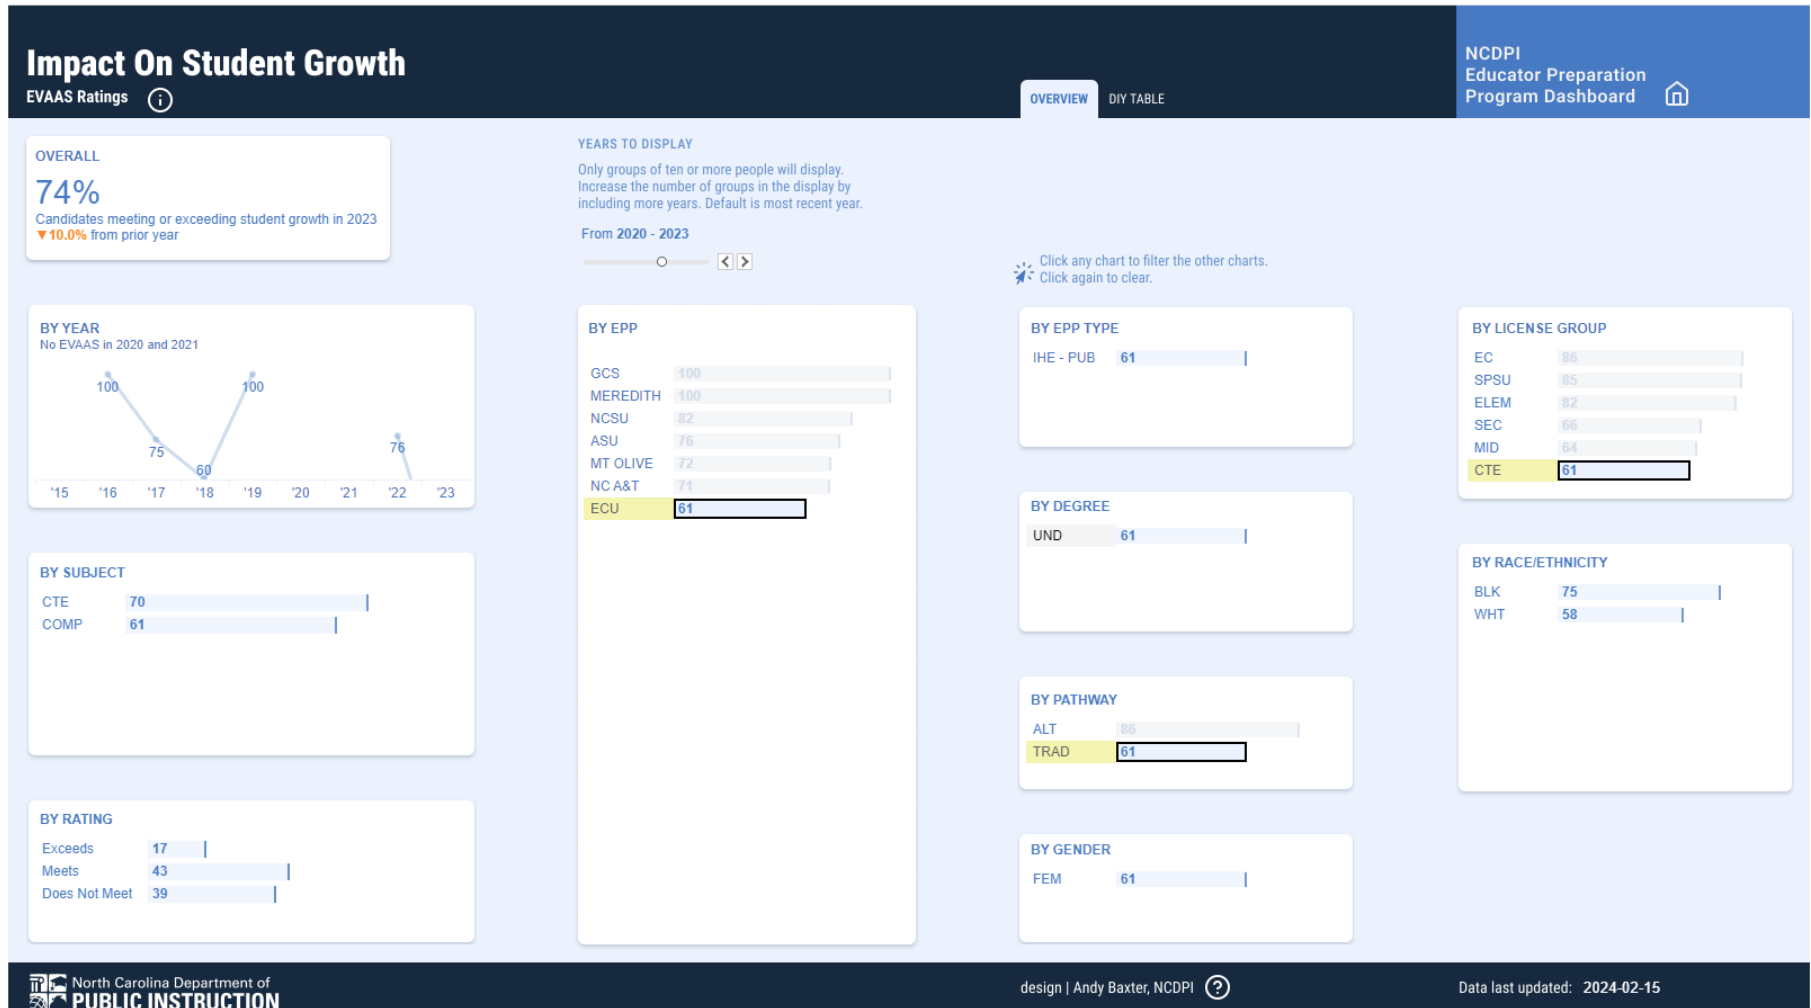 Impact On Student Growth
EVAAS Ratings
OVERVIEW
DIY TABLE
NCDPI
Educator Preparation
Program Dashboard
OVERALL
74%
Candidates meeting or exceeding student growth in 2023
▼10.0% from prior year
YEARS TO DISPLAY
Only groups of ten or more people will display.
Increase the number of groups in the display by
including more years. Default is most recent year.
From 2020 - 2023
Click any chart to filter the other charts.
Click again to clear.
BY YEAR
No EVAAS in 2020 and 2021
100
75
60
100
76
'15 '16 '17 '18 '19 '20 '21 '22 '23
BY SUBJECT
CTE 70
COMP 61
BY RATING
Exceeds 17
Meets 43
Does Not Meet 39
BY EPP
GCS 100
MEREDITH 100
NCSU 82
ASU 76
MT OLIVE 72
NC A&T 71
ECU 61
BY EPP TYPE
IHE - PUB 61
BY DEGREE
UND 61
BY PATHWAY
ALT 86
TRAD 61
BY GENDER
FEM 61
BY LICENSE GROUP
EC 86
SPSU 85
ELEM 82
SEC 66
MID 64
CTE 61
BY RACE/ETHNICITY
BLK 75
WHT 58
North Carolina Department of
PUBLIC INSTRUCTION
design | Andy Baxter, NCDPI
Data last updated: 2024-02-15